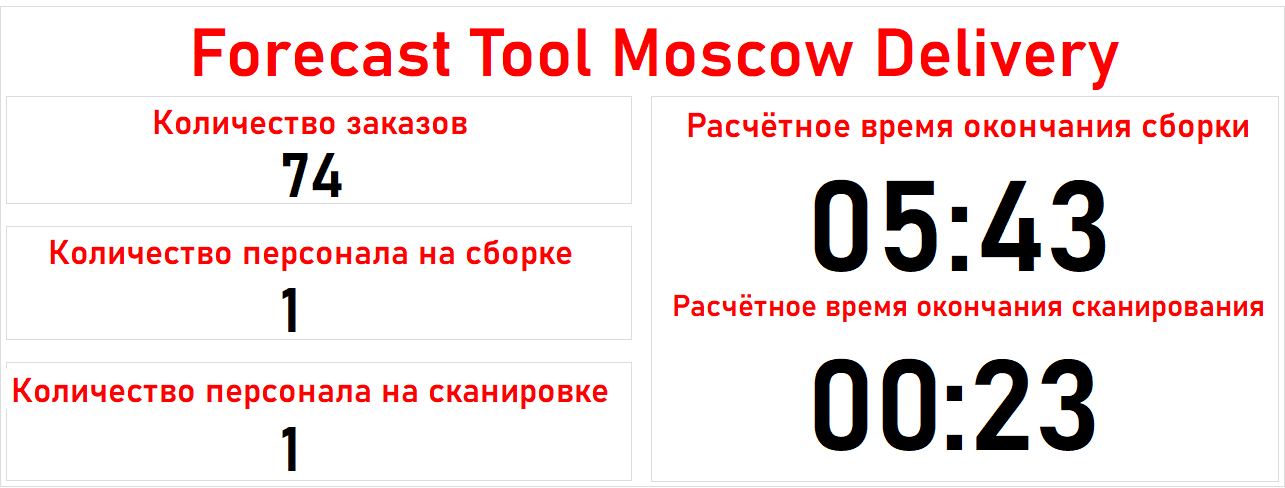 Forecast Tool Moscow Delivery
Количество заказов
74
Количество персонала на сборке
1
Количество персонала на сканировке
1
Расчётное время окончания сборки
05:43
Расчётное время окончания сканирования
00:23